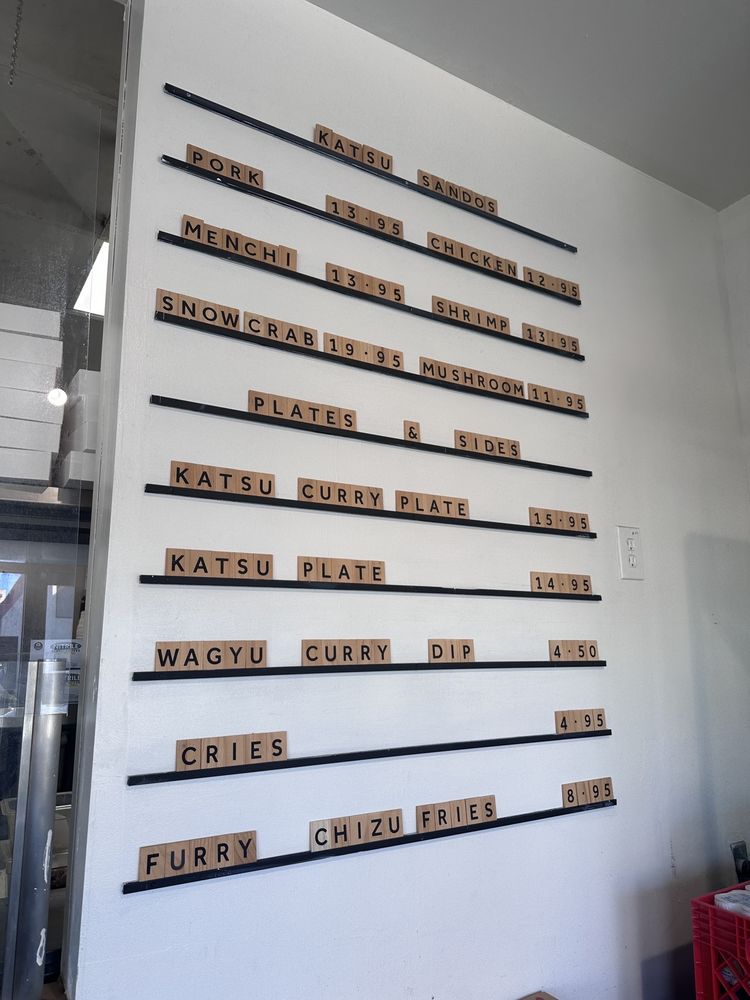 KATSU SANDOS
PORK 13.95 CHICKEN 12.95
MENCHI 13.95 SHRIMP 13.95
SNOWCRAB 19.95 MUSHROOM 11.95
PLATES & SIDES
KATSU CURRY PLATE 15.95
KATSU PLATE 14.95
WAGYU CURRY DIP 4.50
CRIES 4.95
FURRY CHIZU FRIES 8.95
NITRILE